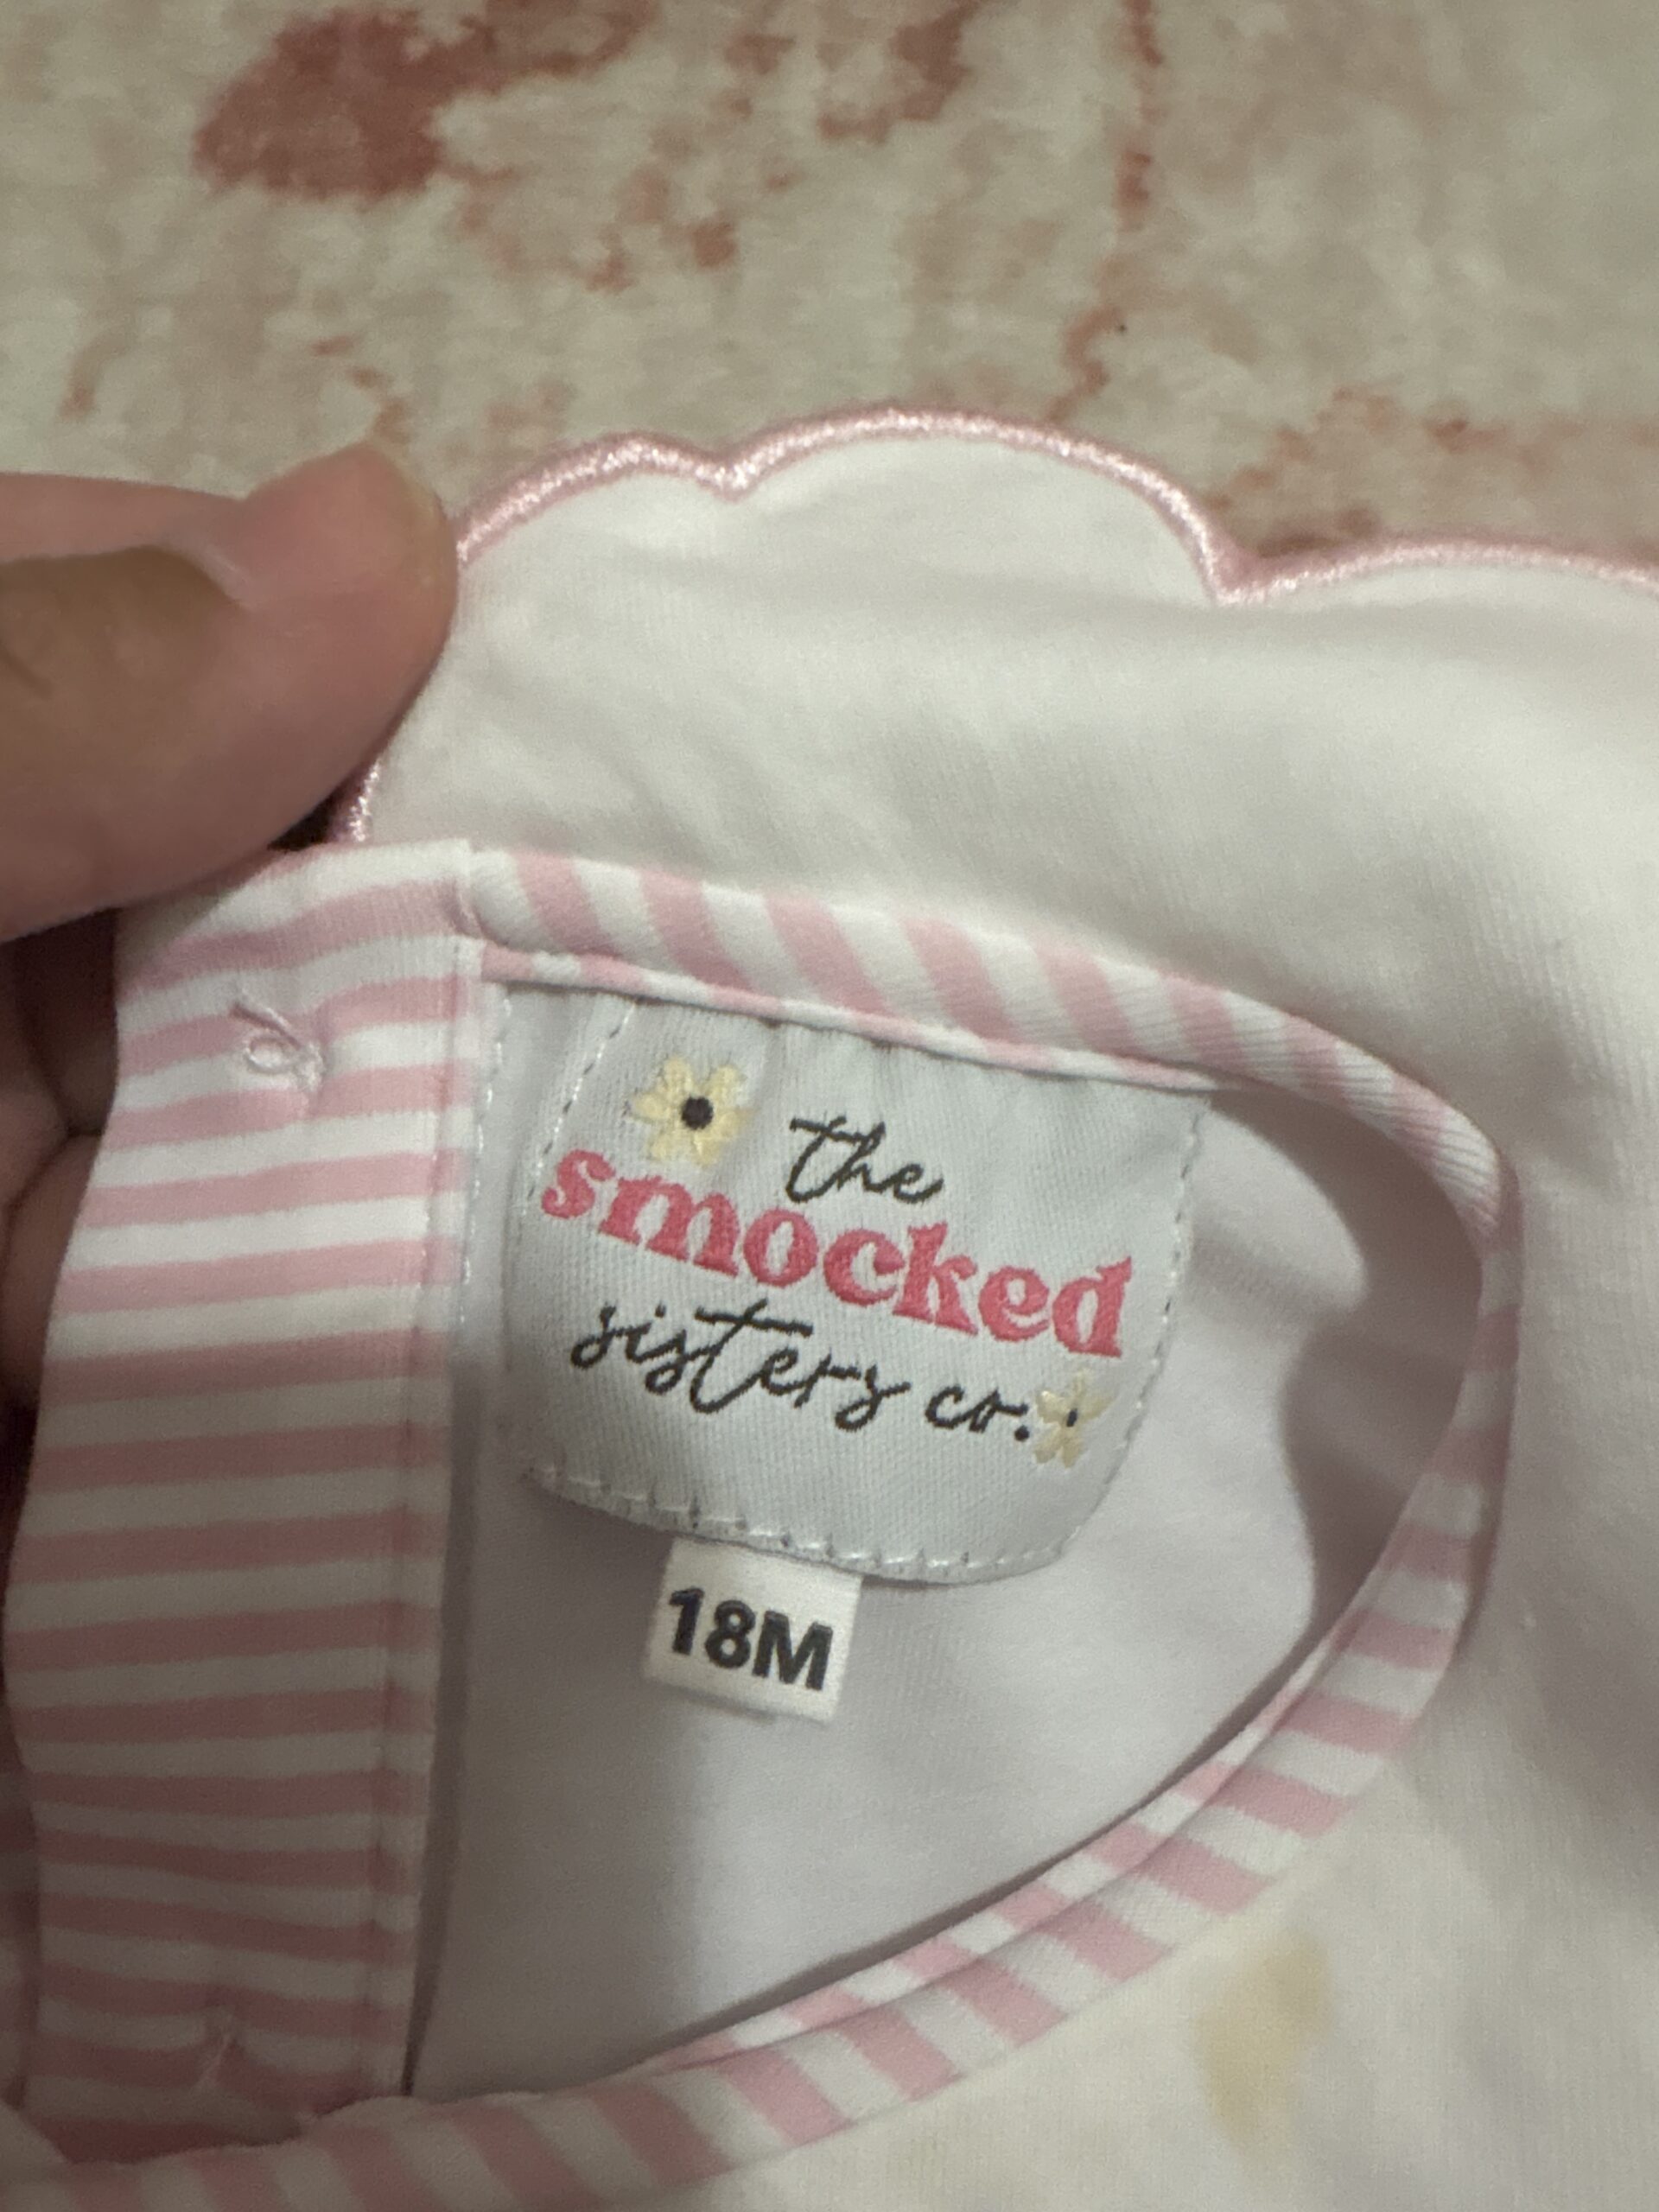 the
smocked
sisters co.
18M